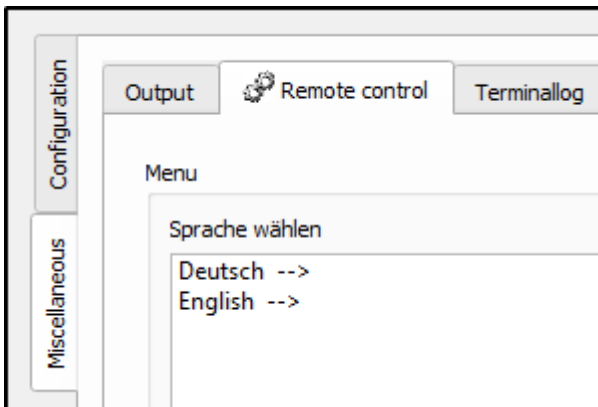 Configuration
Miscellaneous
Output
Remote control
Terminallog
Menu
Sprache wählen
Deutsch -->
English -->